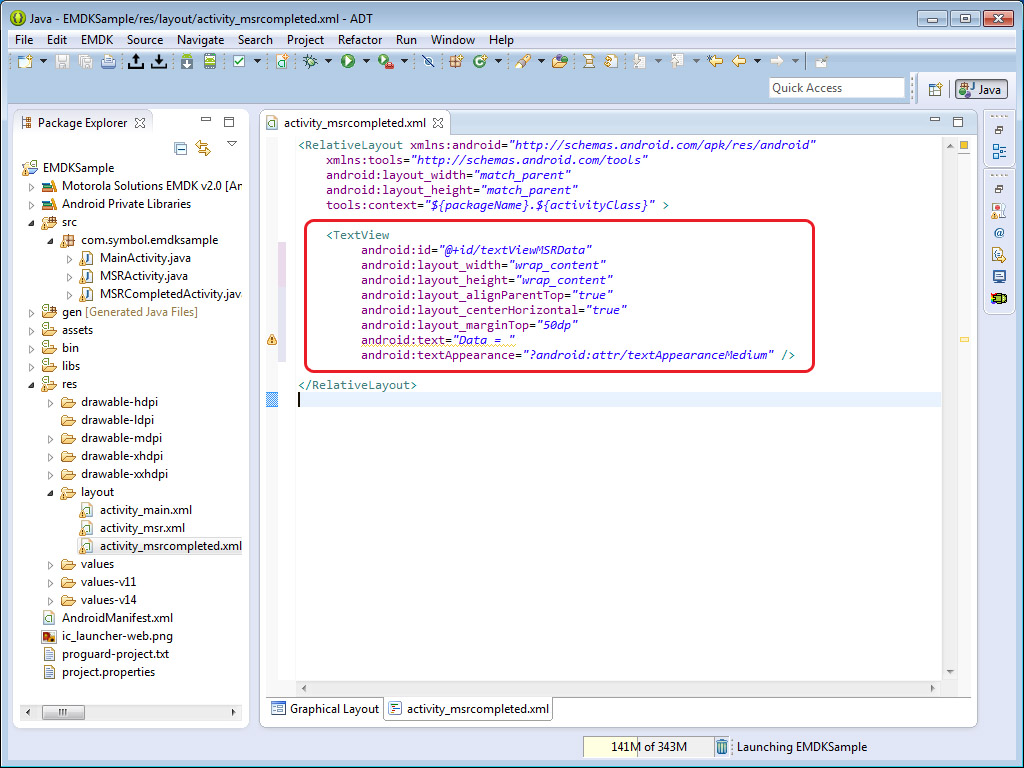 Java - EMDKSample/res/layout/activity_msrcompleted.xml - ADT
File Edit EMDK Source Navigate Search Project Refactor Run Window Help
Quick Access
Java
Package Explorer
EMDKSample
Motorola Solutions EMDK v2.0 [An
Android Private Libraries
src
com.symbol.emdksample
MainActivity.java
MSRActivity.java
MSRCompletedActivity.java
gen [Generated Java Files]
assets
bin
libs
res
drawable-hdpi
drawable-ldpi
drawable-mdpi
drawable-xhdpi
drawable-xxhdpi
layout
activity_main.xml
activity_msr.xml
activity_msrcompleted.xml
values
values-v11
values-v14
AndroidManifest.xml
ic_launcher-web.png
proguard-project.txt
project.properties
activity_msrcompleted.xml
<RelativeLayout xmlns:android="http://schemas.android.com/apk/res/android"
xmlns:tools="http://schemas.android.com/tools"
android:layout_width="match_parent"
android:layout_height="match_parent"
tools:context="${packageName}.${activityClass}" >
<TextView
android:id="@+id/textViewMSRData"
android:layout_width="wrap_content"
android:layout_height="wrap_content"
android:layout_alignParentTop="true"
android:layout_centerHorizontal="true"
android:layout_marginTop="50dp"
android:text="Data = "
android:textAppearance="?android:attr/textAppearanceMedium" />
</RelativeLayout>
Graphical Layout
activity_msrcompleted.xml
141M of 343M
Launching EMDKSample